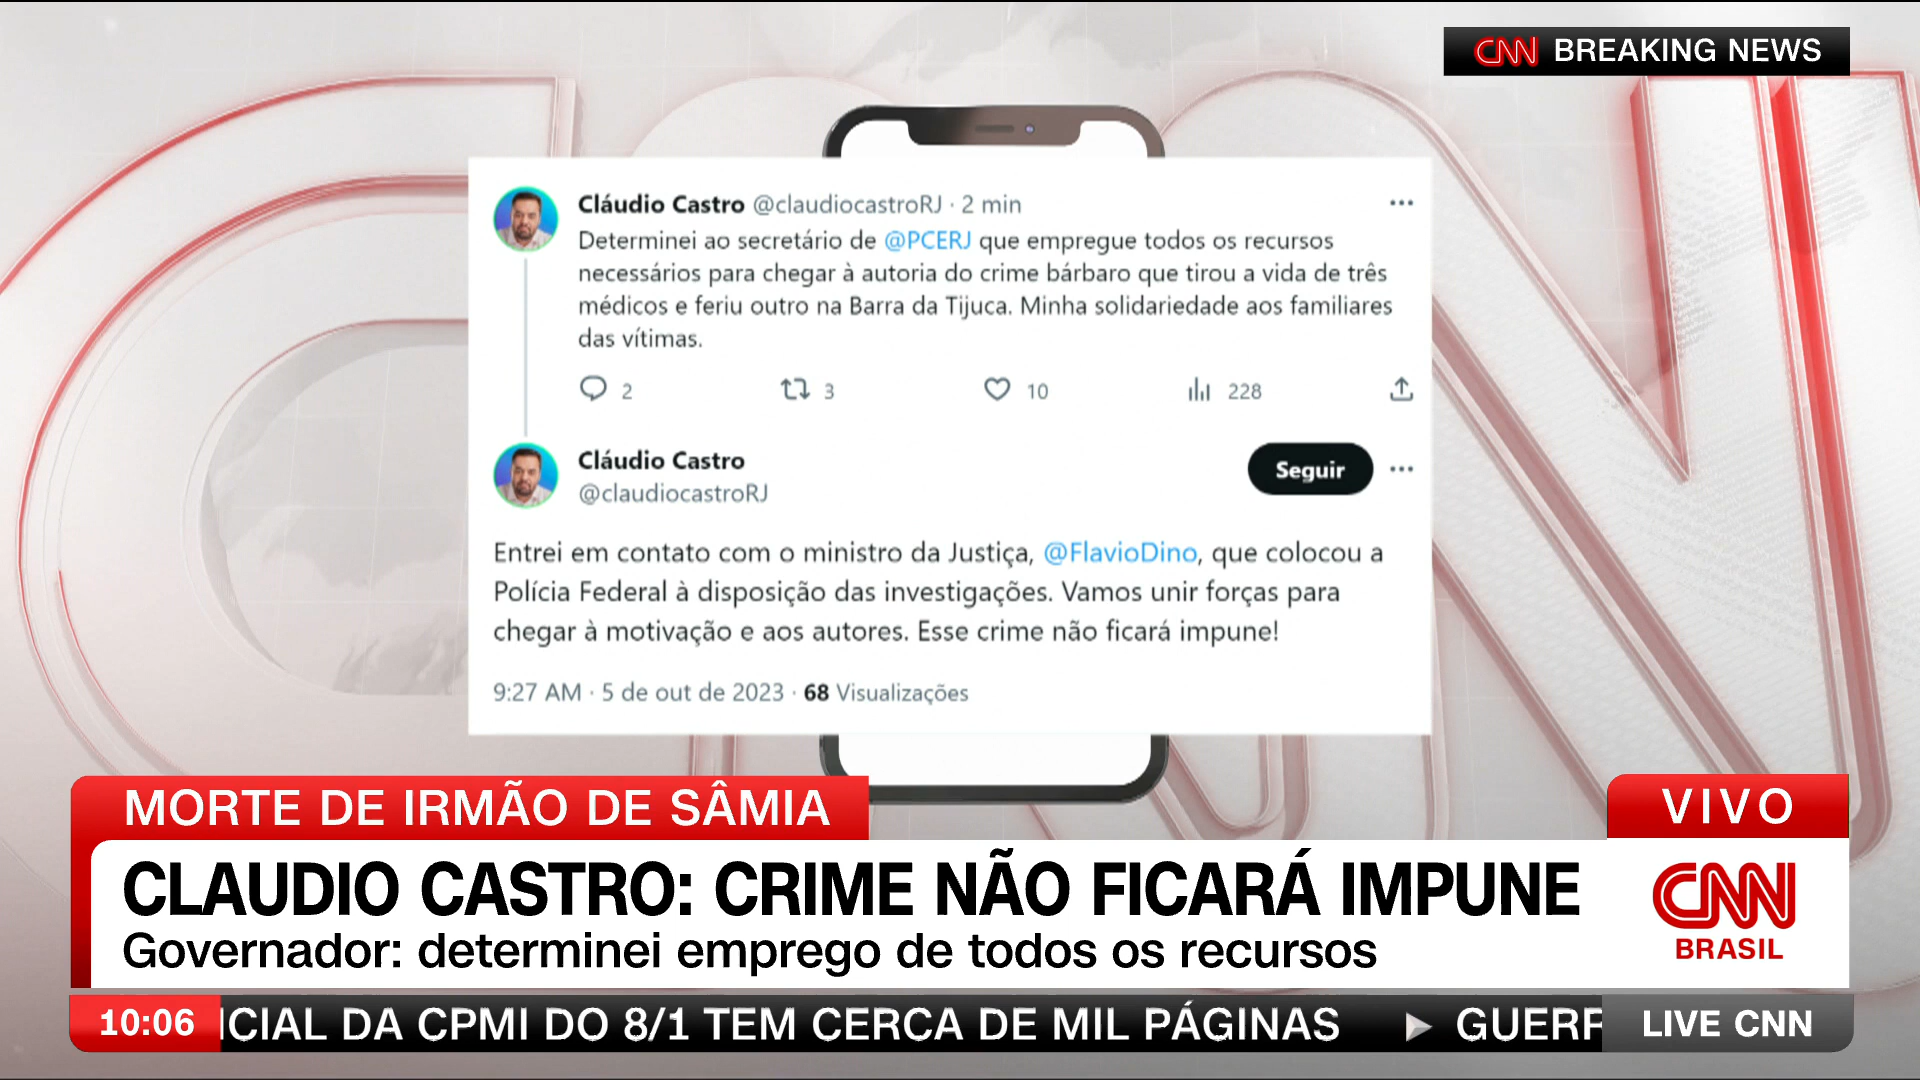 CNN BREAKING NEWS
Cláudio Castro @claudiocastroRJ · 2 min
Determinei ao secretário de @PCERJ que empregue todos os recursos
necessários para chegar à autoria do crime bárbaro que tirou a vida de três
médicos e feriu outro na Barra da Tijuca. Minha solidariedade aos familiares
das vítimas.
2 3 10 228
Cláudio Castro
Seguir
@claudiocastroRJ
Entrei em contato com o ministro da Justiça, @FlavioDino, que colocou a
Polícia Federal à disposição das investigações. Vamos unir forças para
chegar à motivação e aos autores. Esse crime não ficará impune!
9:27 AM · 5 de out de 2023 · 68 Visualizações
MORTE DE IRMÃO DE SÂMIA
VIVO
CLAUDIO CASTRO: CRIME NÃO FICARÁ IMPUNE
Governador: determinei emprego de todos os recursos
CNN
BRASIL
10:06 ICIAL DA CPMI DO 8/1 TEM CERCA DE MIL PÁGINAS GUERR LIVE CNN